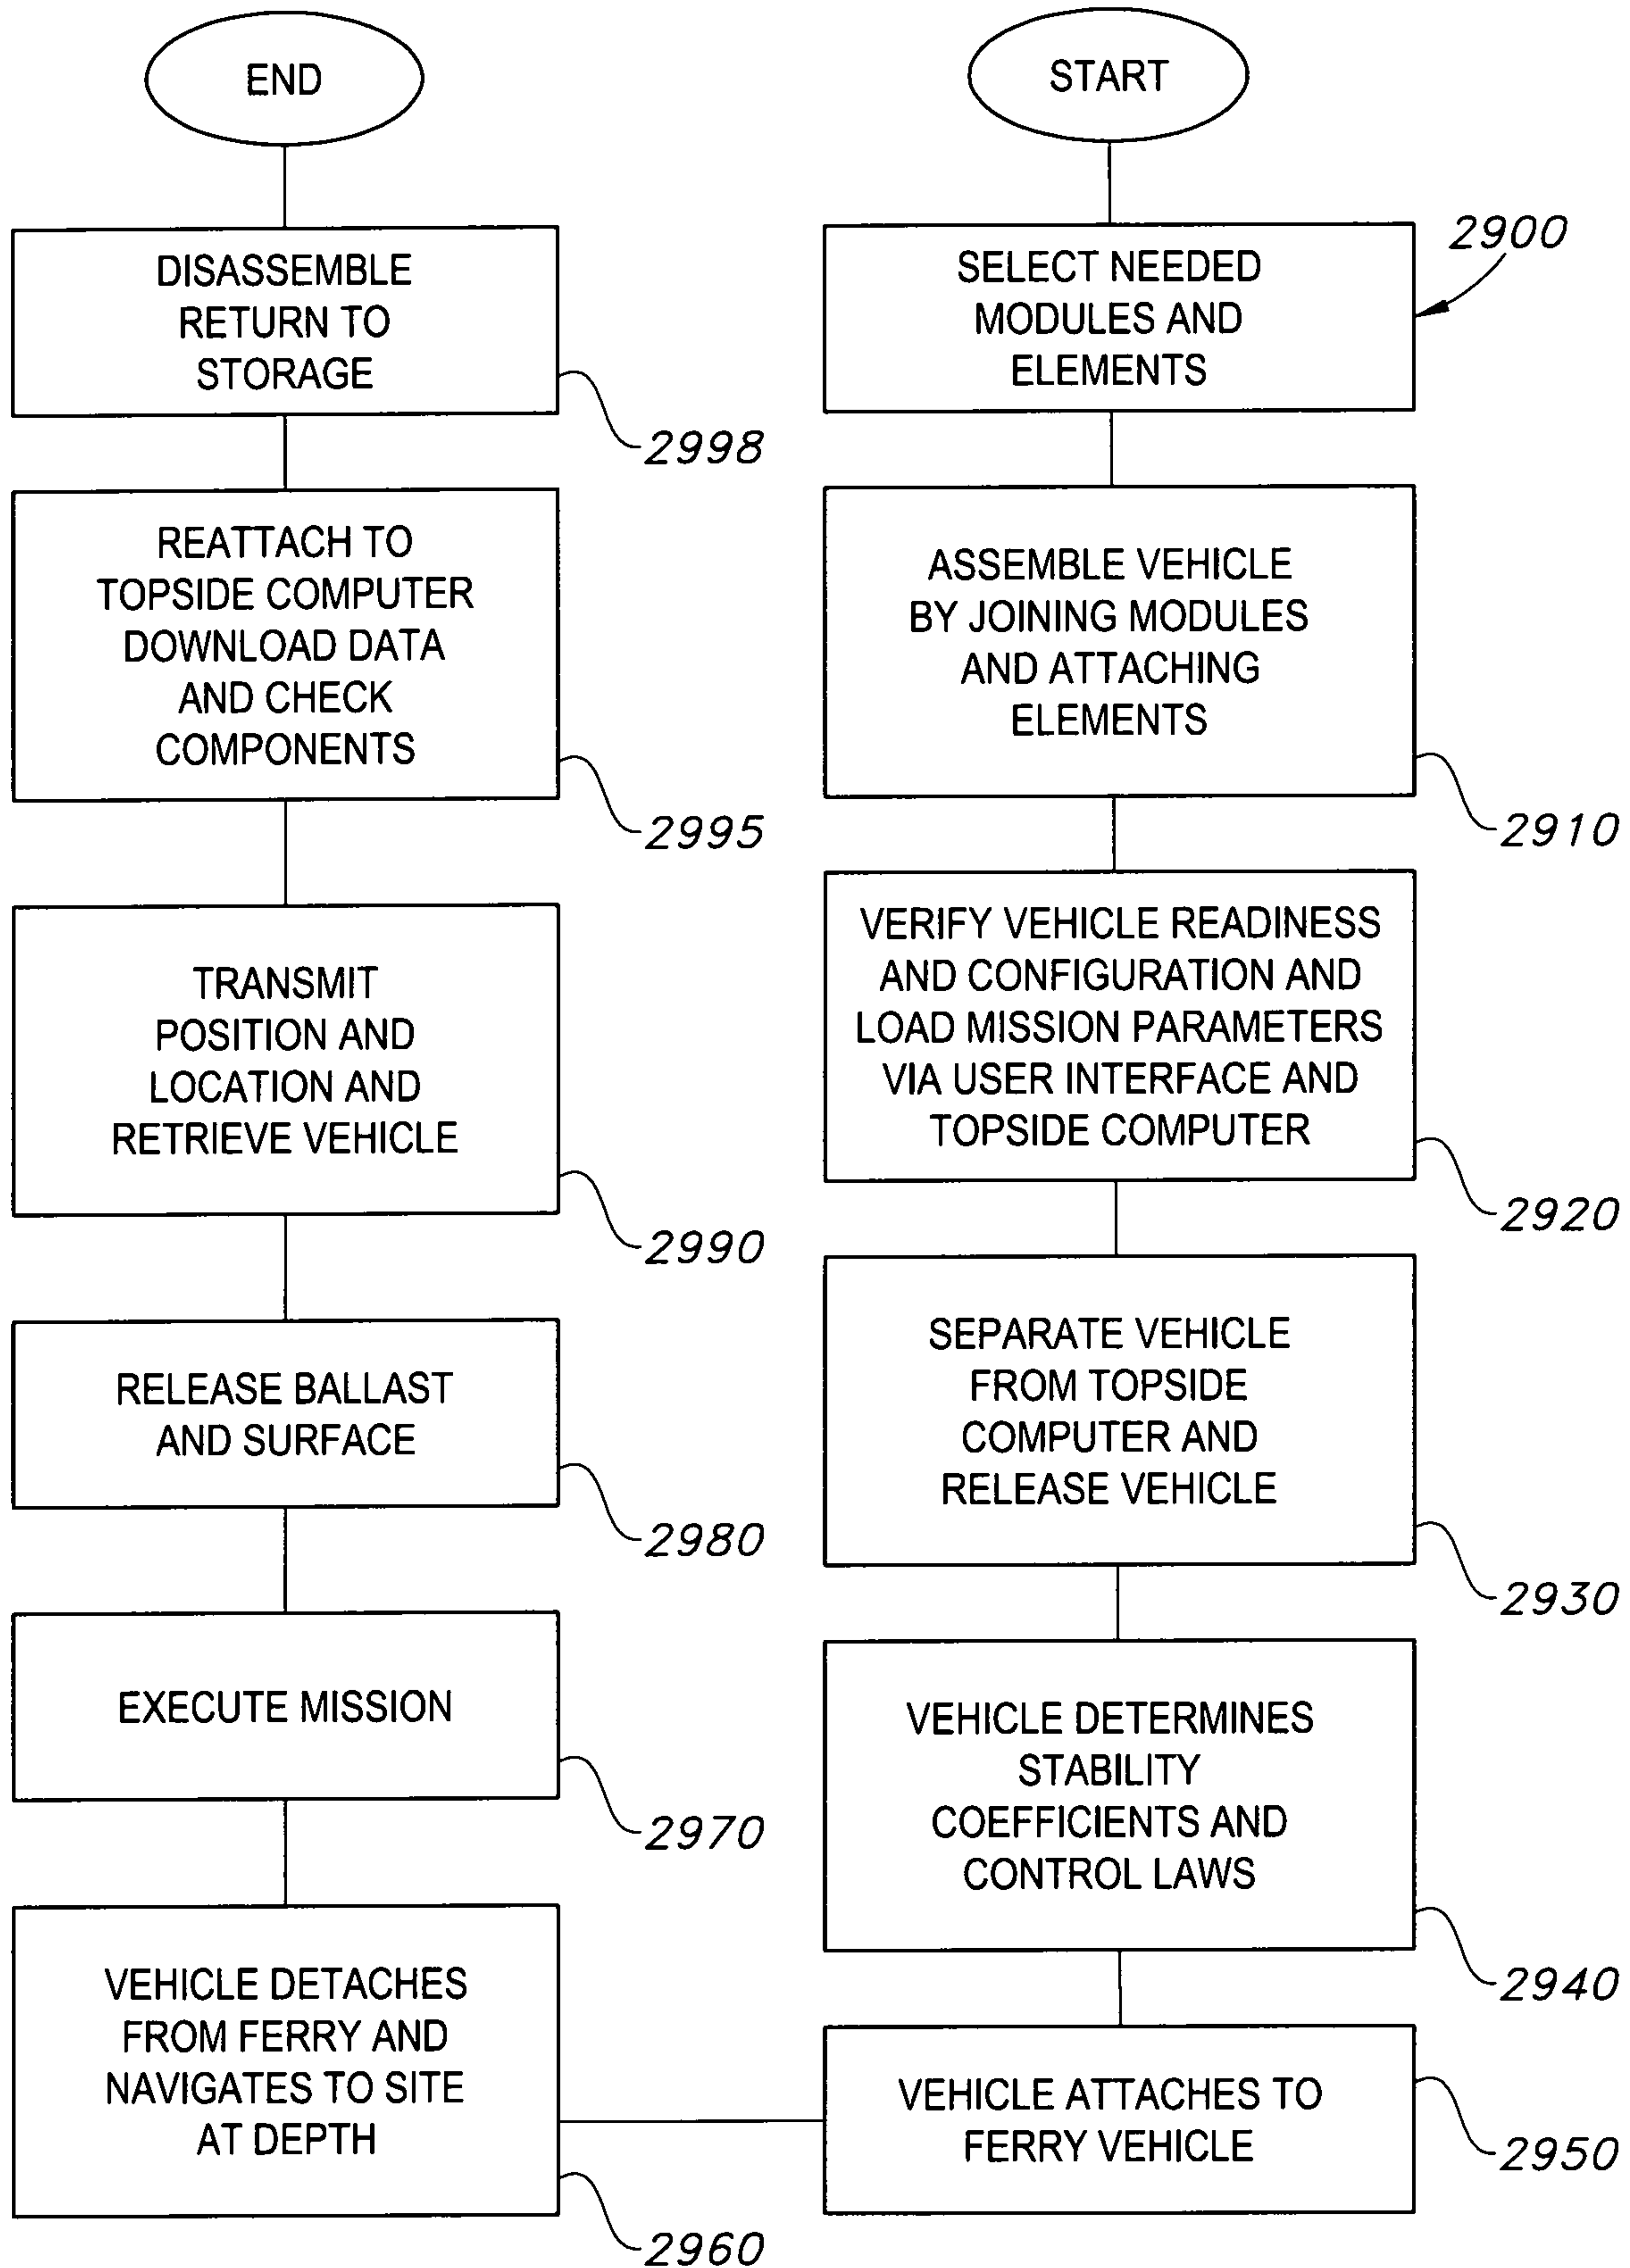 START
2900
SELECT NEEDED
MODULES AND
ELEMENTS
ASSEMBLE VEHICLE
BY JOINING MODULES
AND ATTACHING
ELEMENTS
2910
VERIFY VEHICLE READINESS
AND CONFIGURATION AND
LOAD MISSION PARAMETERS
VIA USER INTERFACE AND
TOPSIDE COMPUTER
2920
SEPARATE VEHICLE
FROM TOPSIDE
COMPUTER AND
RELEASE VEHICLE
2930
VEHICLE DETERMINES
STABILITY
COEFFICIENTS AND
CONTROL LAWS
2940
VEHICLE ATTACHES TO
FERRY VEHICLE
2950
VEHICLE DETACHES
FROM FERRY AND
NAVIGATES TO SITE
AT DEPTH
2960
EXECUTE MISSION
2970
RELEASE BALLAST
AND SURFACE
2980
TRANSMIT
POSITION AND
LOCATION AND
RETRIEVE VEHICLE
2990
REATTACH TO
TOPSIDE COMPUTER
DOWNLOAD DATA
AND CHECK
COMPONENTS
2995
DISASSEMBLE
RETURN TO
STORAGE
2998
END